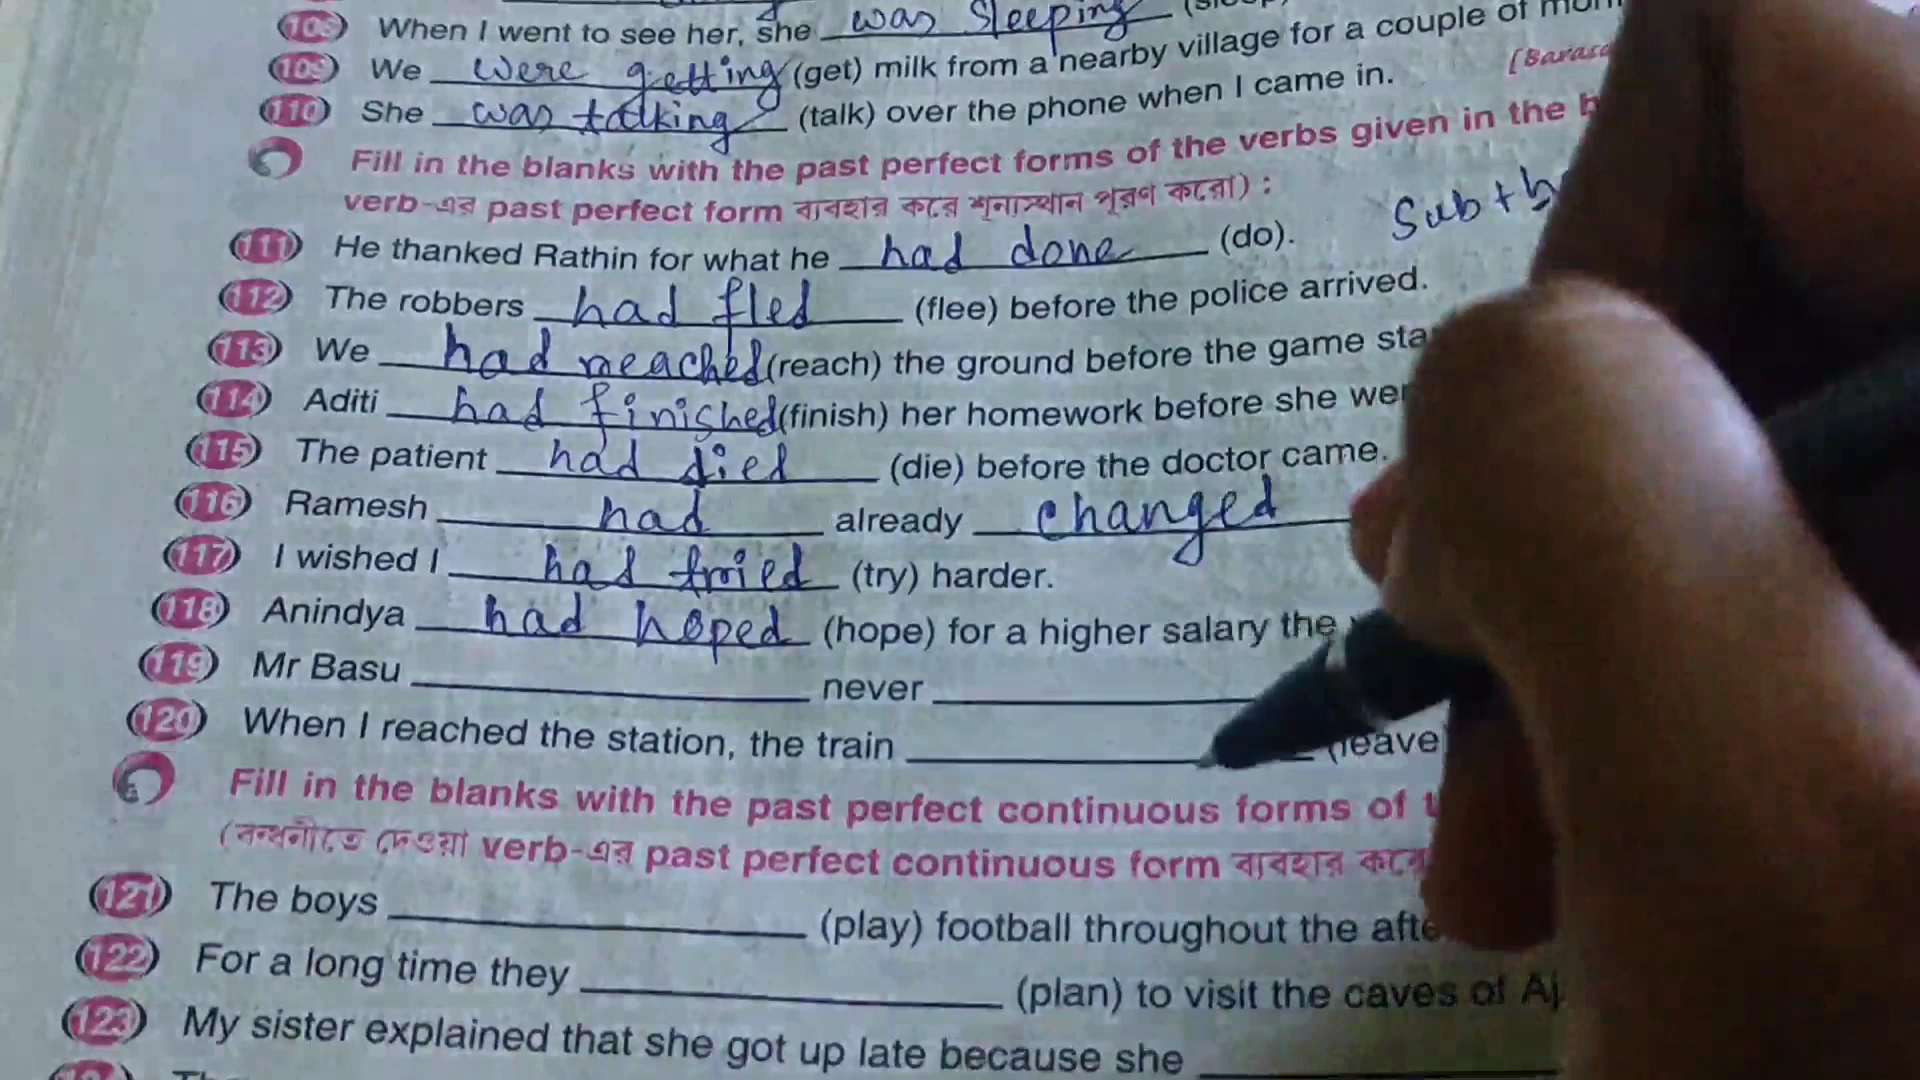 108 When I went to see her, she was sleeping
109 We were getting (get) milk from a nearby village for a couple of
110 She was talking (talk) over the phone when I came in. [Baras
Fill in the blanks with the past perfect forms of the verbs given in the
verb-এর past perfect form ব্যবহার করে শূন্যস্থান পূরণ করো) :
Sub + h
111 He thanked Rathin for what he had done (do).
112 The robbers had fled (flee) before the police arrived.
113 We had reached (reach) the ground before the game sta
114 Aditi had finished (finish) her homework before she wen
115 The patient had died (die) before the doctor came.
116 Ramesh had already changed
117 I wished I had tried (try) harder.
118 Anindya had hoped (hope) for a higher salary the
119 Mr Basu ____ never ____
120 When I reached the station, the train ____ (leave)
Fill in the blanks with the past perfect continuous forms of t
(বন্ধনীতে দেওয়া verb-এর past perfect continuous form ব্যবহার করে
121 The boys ____ (play) football throughout the afte
122 For a long time they ____ (plan) to visit the caves of Aj
123 My sister explained that she got up late because she ____